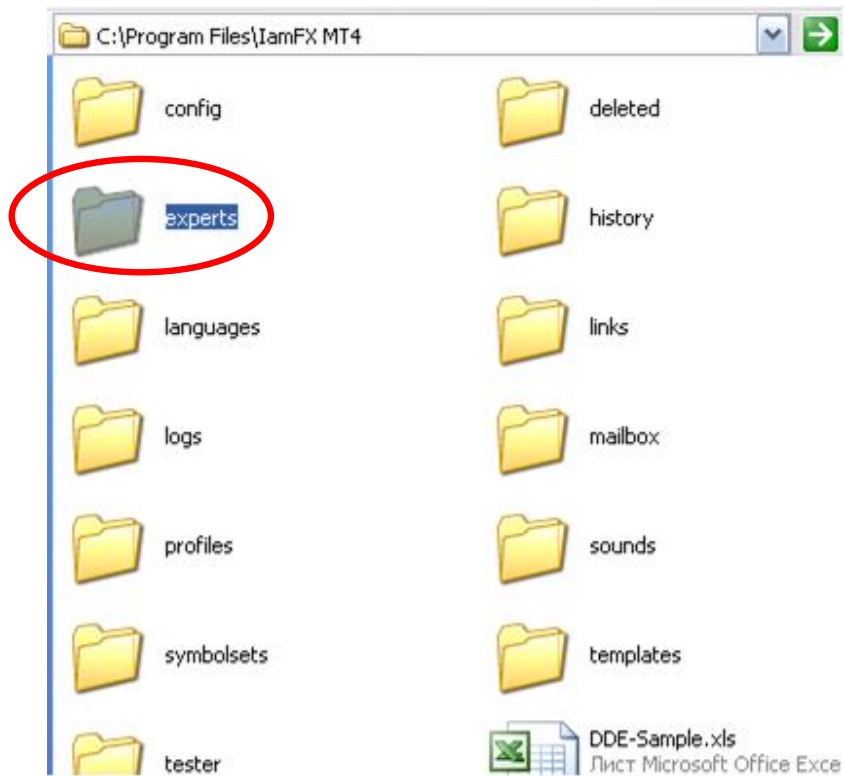 C:\Program Files\IamFX MT4
config
deleted
experts
history
languages
links
logs
mailbox
profiles
sounds
symbolsets
templates
tester
DDE-Sample.xls
Лист Microsoft Office Exce